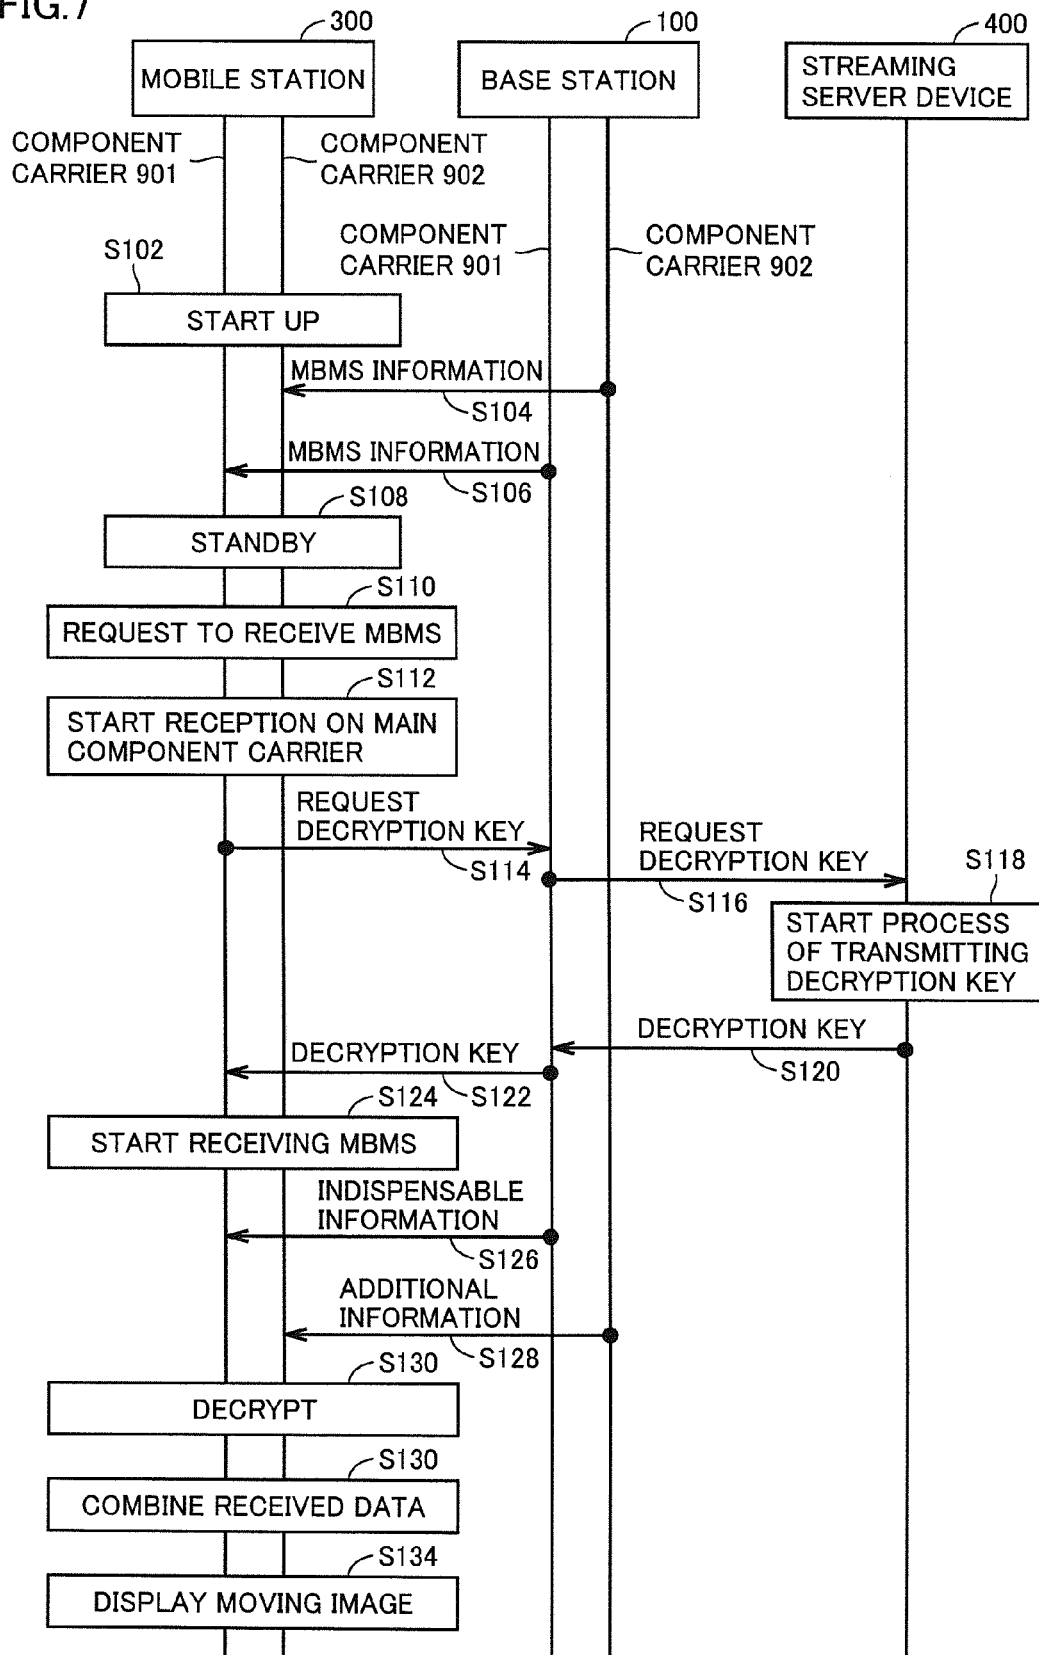 FIG.7
300
100
400
MOBILE STATION
BASE STATION
STREAMING
SERVER DEVICE
COMPONENT
CARRIER 901
COMPONENT
CARRIER 902
COMPONENT
CARRIER 901
COMPONENT
CARRIER 902
S102
START UP
MBMS INFORMATION
S104
MBMS INFORMATION
S106
S108
STANDBY
S110
REQUEST TO RECEIVE MBMS
S112
START RECEPTION ON MAIN
COMPONENT CARRIER
REQUEST
DECRYPTION KEY
S114
REQUEST
DECRYPTION KEY
S116
S118
START PROCESS
OF TRANSMITTING
DECRYPTION KEY
DECRYPTION KEY
S120
DECRYPTION KEY
S122
S124
START RECEIVING MBMS
INDISPENSABLE
INFORMATION
S126
ADDITIONAL
INFORMATION
S128
S130
DECRYPT
S130
COMBINE RECEIVED DATA
S134
DISPLAY MOVING IMAGE